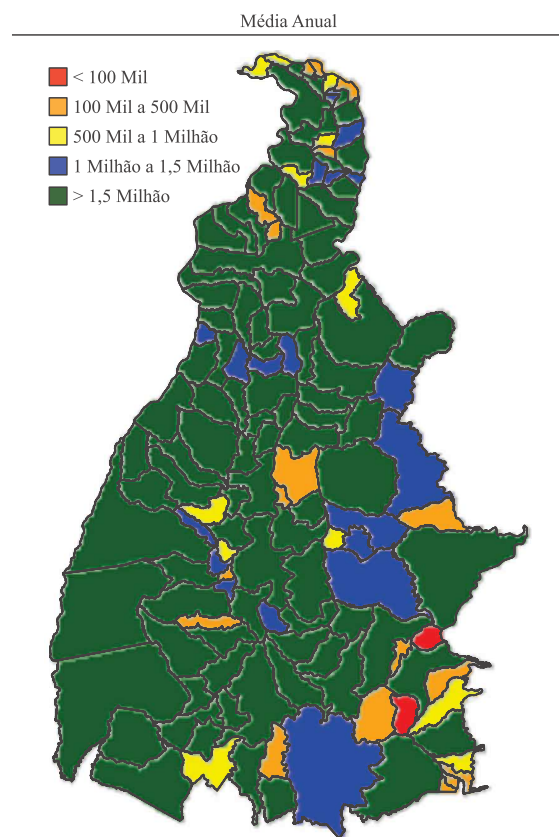 Média Anual
< 100 Mil
100 Mil a 500 Mil
500 Mil a 1 Milhão
1 Milhão a 1,5 Milhão
> 1,5 Milhão